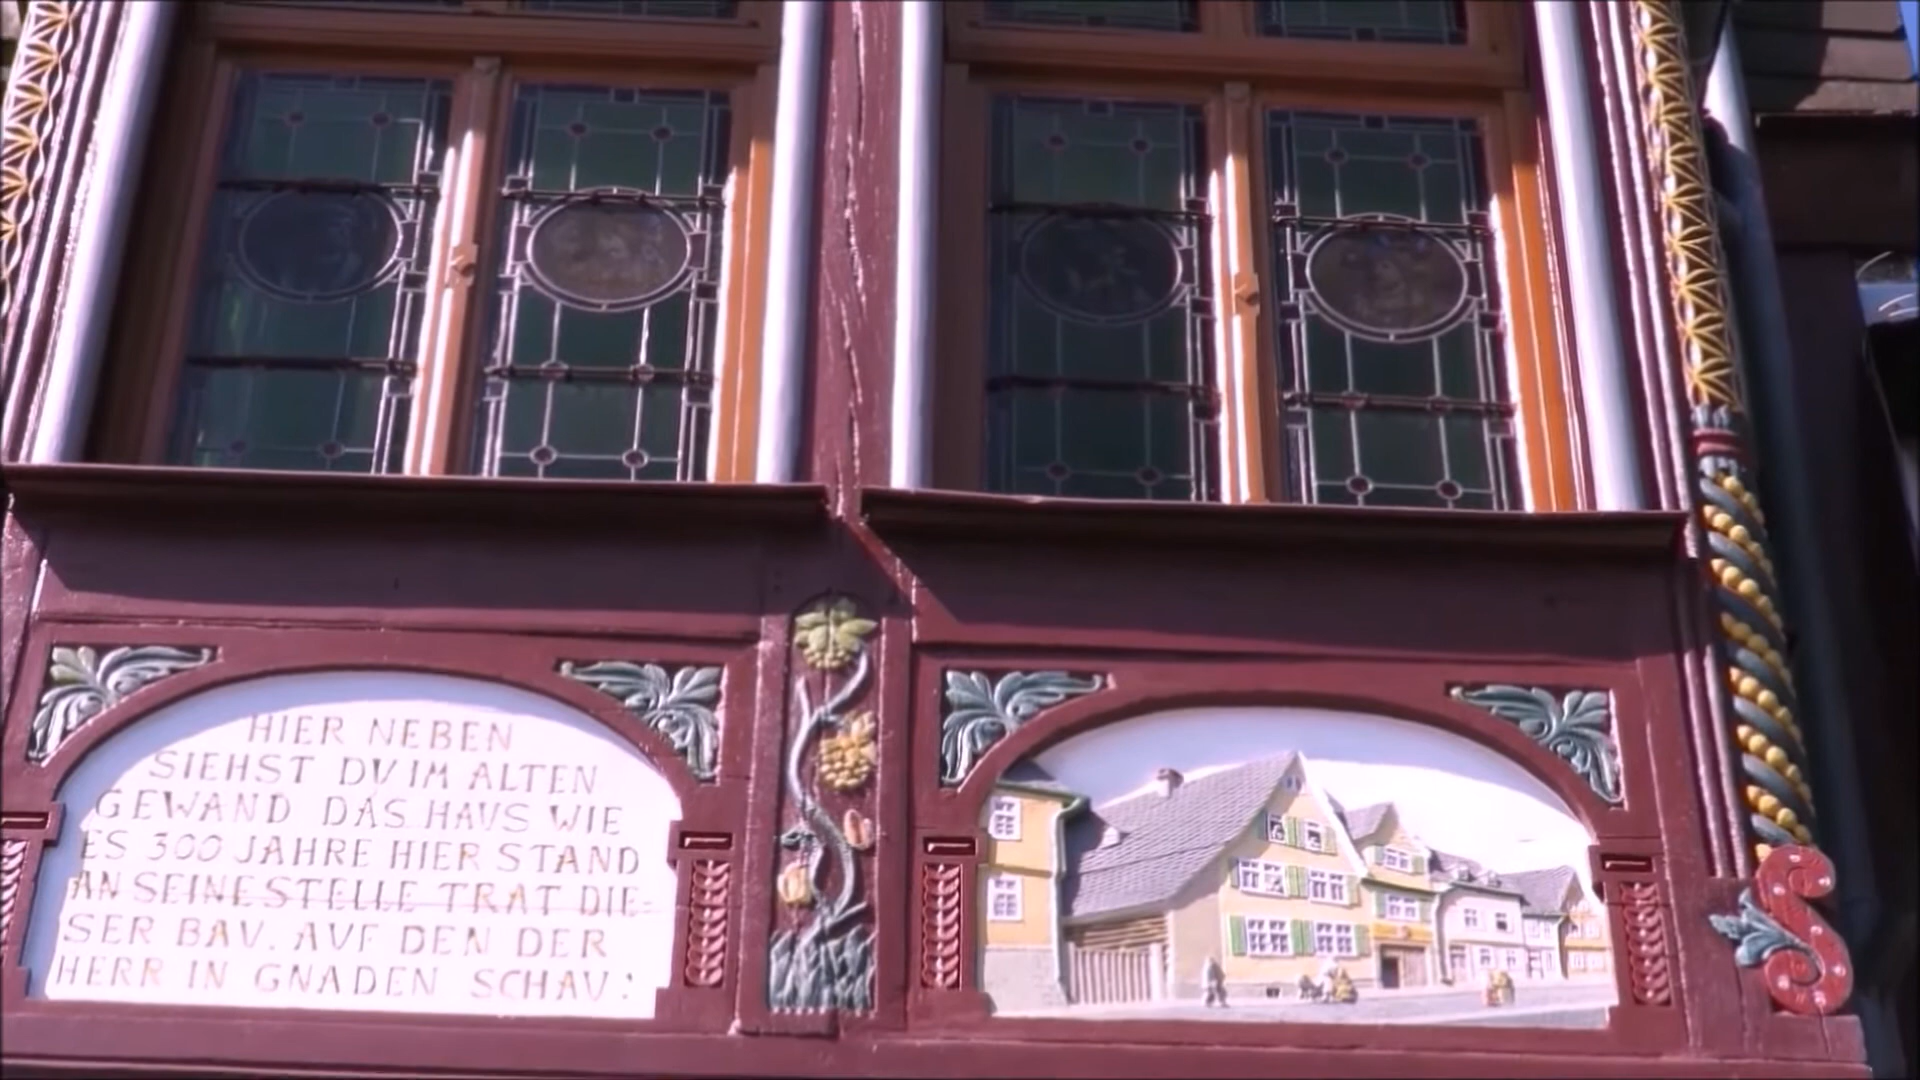 HIER NEBEN
SIEHST DV IM ALTEN
GEWAND DAS HAVS WIE
ES 300 JAHRE HIER STAND
AN SEINE STELLE TRAT DIE-
SER BAV. AVF DEN DER
HERR IN GNADEN SCHAV: